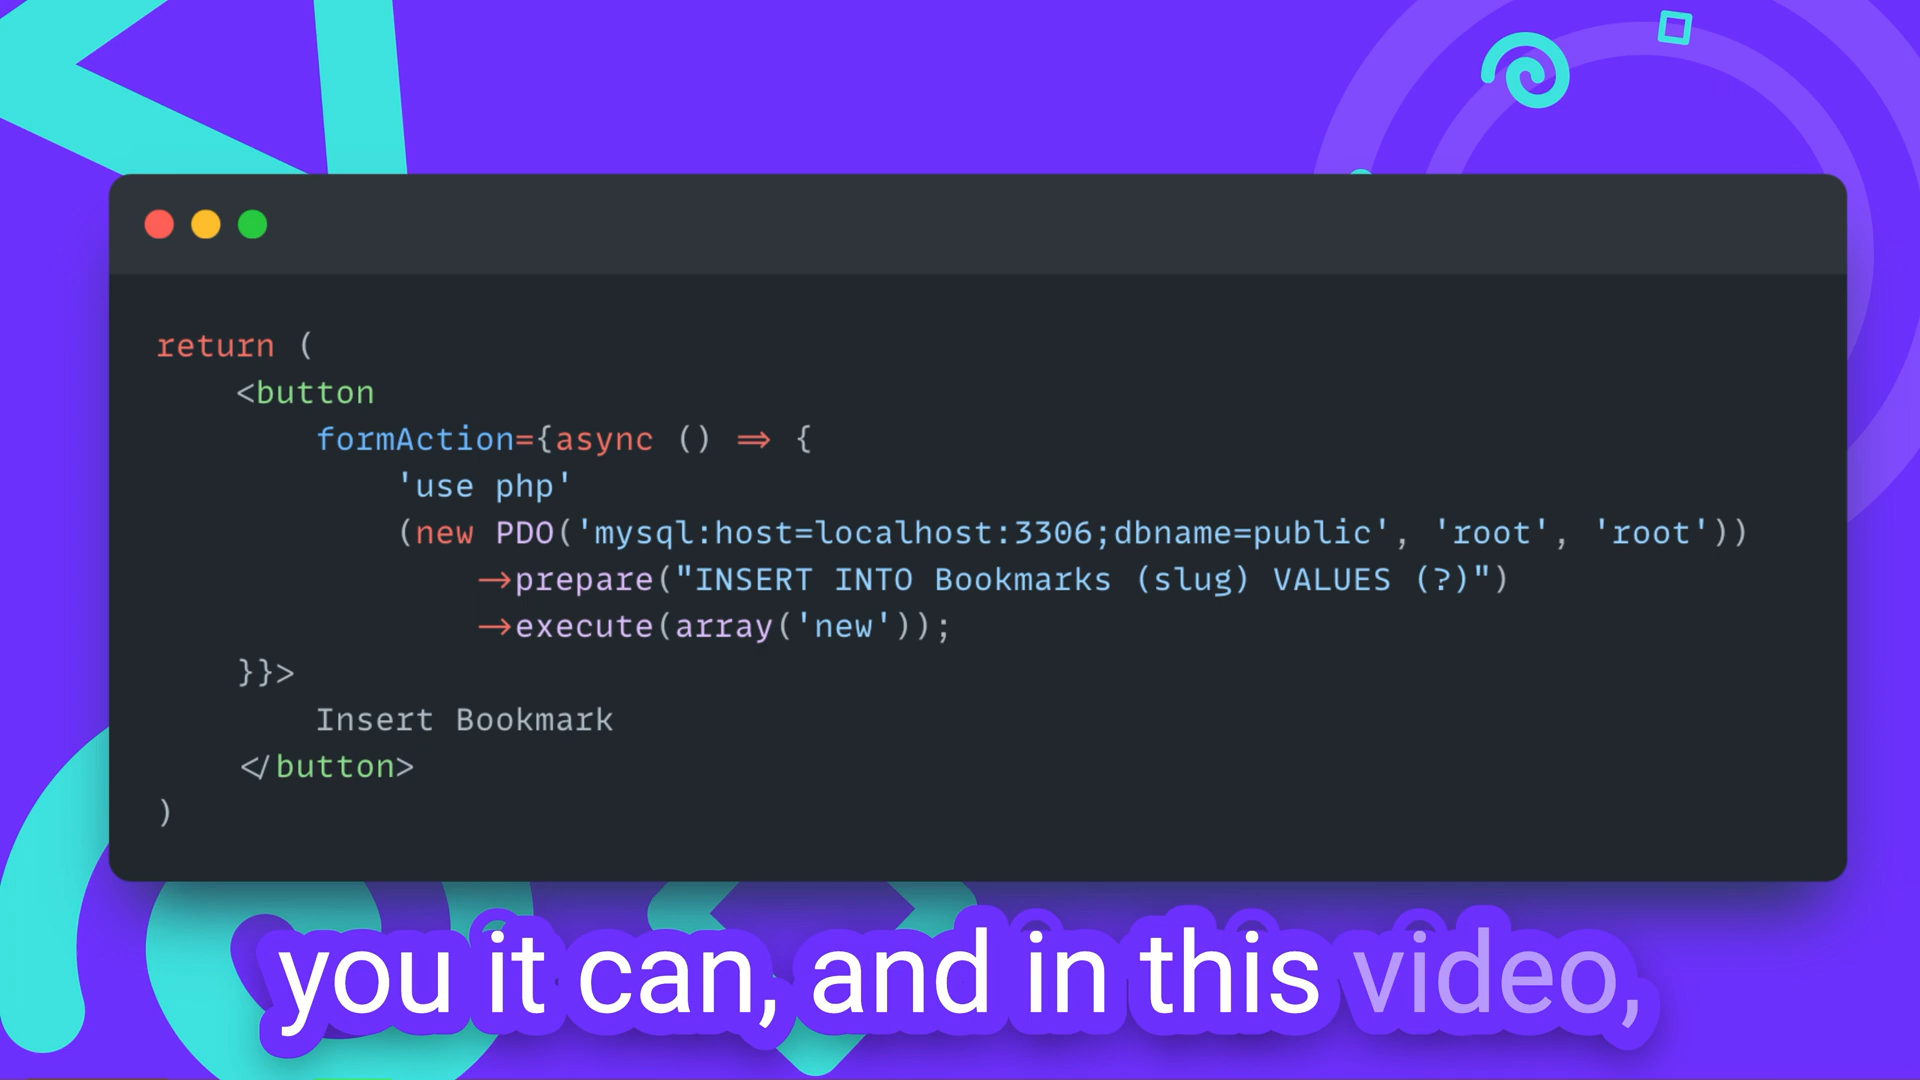 return (
<button
formAction={async () => {
'use php'
(new PDO('mysql:host=localhost:3306;dbname=public', 'root', 'root'))
->prepare("INSERT INTO Bookmarks (slug) VALUES (?)")
->execute(array('new'));
}}>
Insert Bookmark
</button>
)
you it can, and in this video,